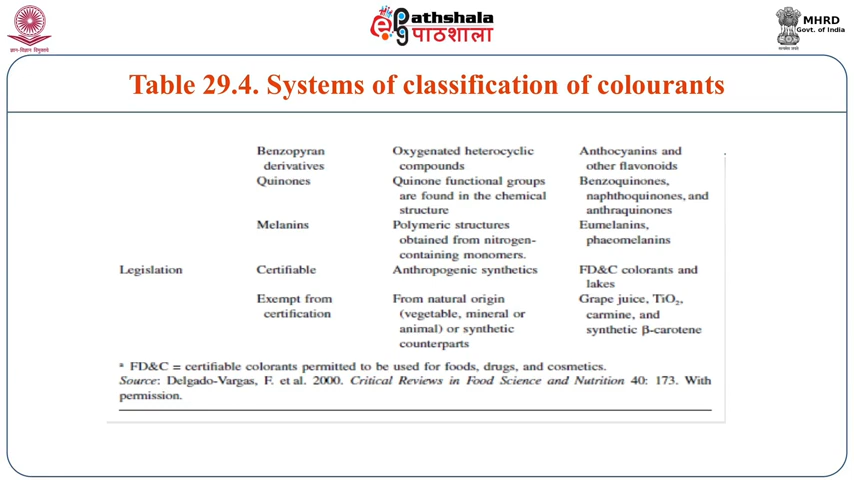 ज्ञान-विज्ञान विमुक्तये
ePathshala
पाठशाला
MHRD
Govt. of India
सत्यमेव जयते
Table 29.4. Systems of classification of colourants
Benzopyran derivatives Oxygenated heterocyclic compounds Anthocyanins and other flavonoids
Quinones Quinone functional groups are found in the chemical structure Benzoquinones, naphthoquinones, and anthraquinones
Melanins Polymeric structures obtained from nitrogen-containing monomers. Eumelanins, phaeomelanins
Legislation Certifiable Anthropogenic synthetics FD&C colorants and lakes
Exempt from certification From natural origin (vegetable, mineral or animal) or synthetic counterparts Grape juice, TiO₂, carmine, and synthetic β-carotene
ᵃ FD&C = certifiable colorants permitted to be used for foods, drugs, and cosmetics.
Source: Delgado-Vargas, F. et al. 2000. Critical Reviews in Food Science and Nutrition 40: 173. With
permission.